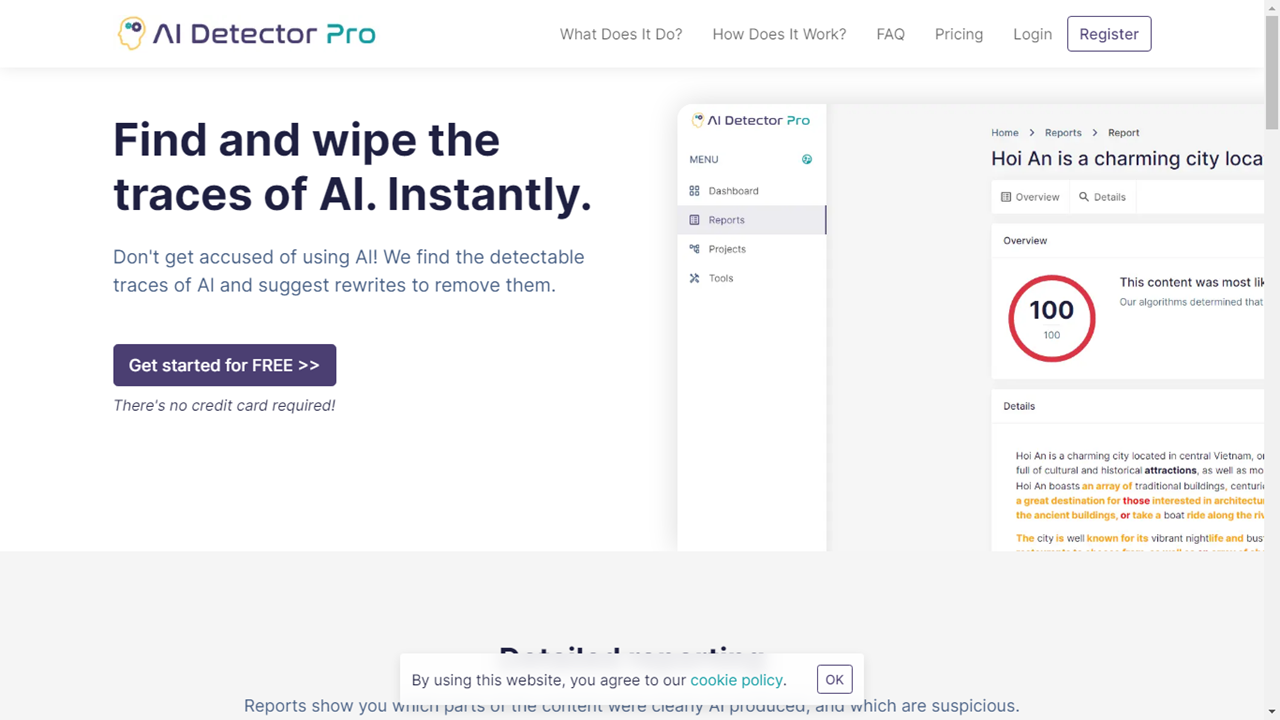 AI Detector Pro
What Does It Do?
How Does It Work?
FAQ
Pricing
Login
Register
Find and wipe the
traces of AI. Instantly.
Don't get accused of using AI! We find the detectable
traces of AI and suggest rewrites to remove them.
Get started for FREE >>
There's no credit card required!
AI Detector Pro
MENU
Dashboard
Reports
Projects
Tools
Home > Reports > Report
Hoi An is a charming city loca
Overview
Details
Overview
100
100
This content was most lik
Our algorithms determined that
Details
Hoi An is a charming city located in central Vietnam, or
full of cultural and historical attractions, as well as mo
Hoi An boasts an array of traditional buildings, centurie
a great destination for those interested in architectu
the ancient buildings, or take a boat ride along the riv
The city is well known for its vibrant nightlife and bust
Detailed reporting
By using this website, you agree to our cookie policy.
OK
Reports show you which parts of the content were clearly AI produced, and which are suspicious.